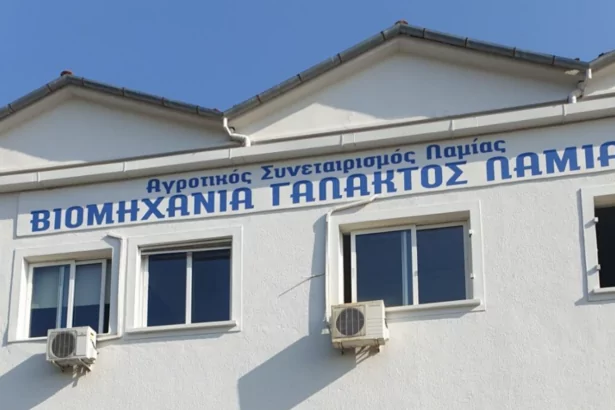 Αγροτικός Συνεταιρισμός Λαμίας
ΒΙΟΜΗΧΑΝΙΑ ΓΑΛΑΚΤΟΣ ΛΑΜΙΑ